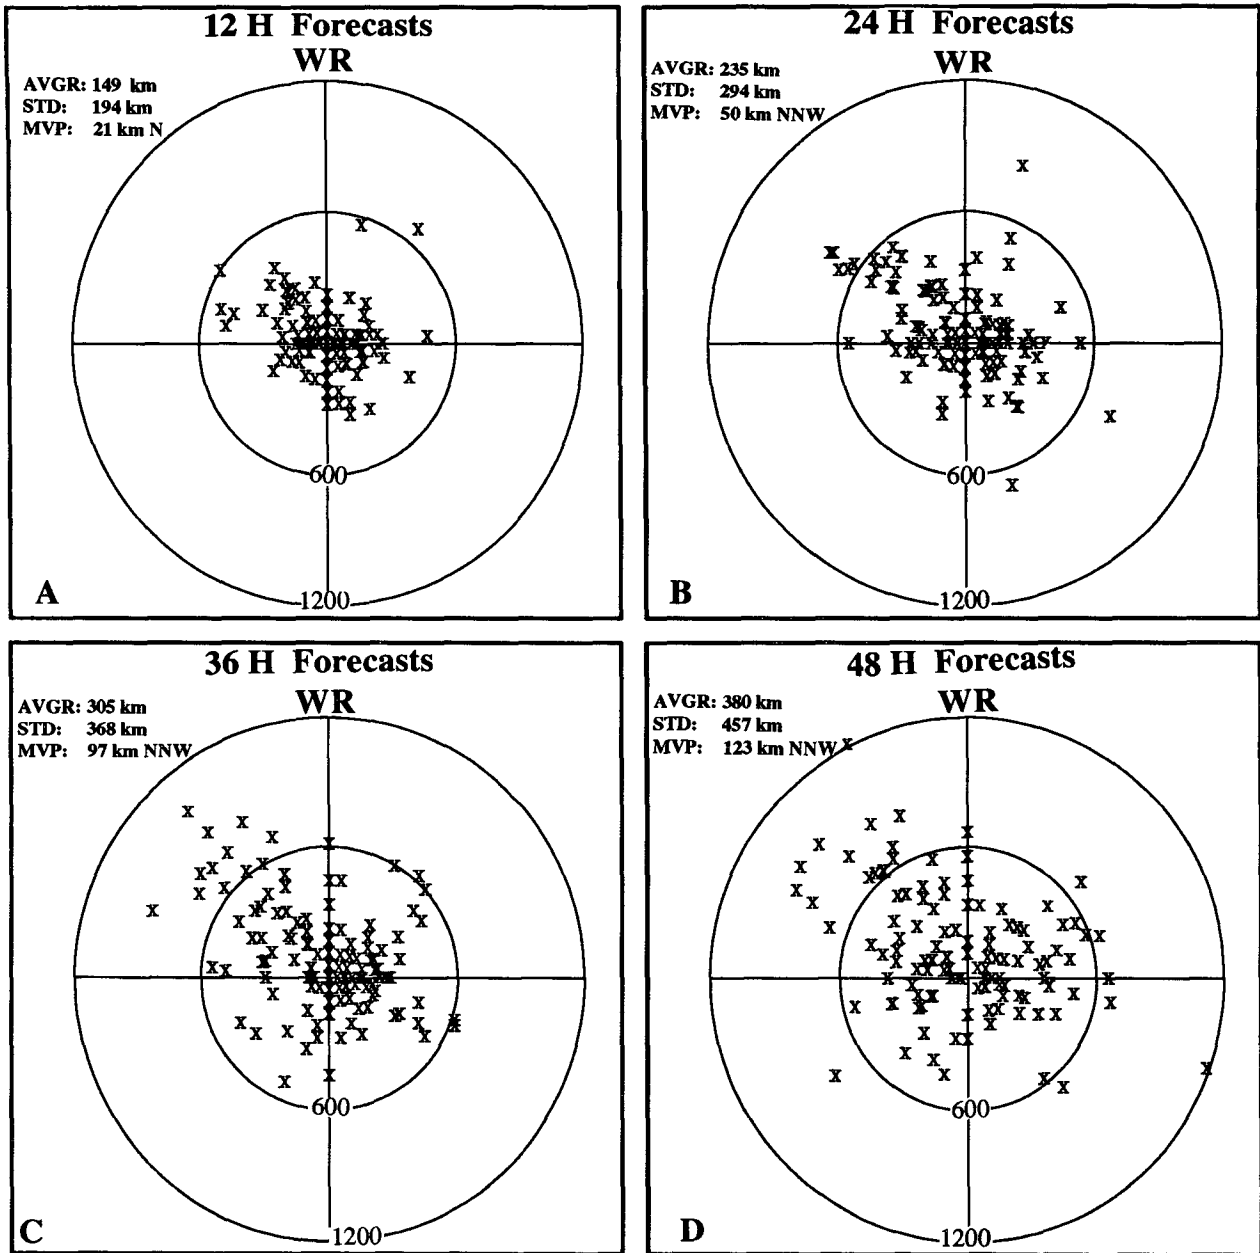 12 H Forecasts
WR
AVGR: 149 km
STD: 194 km
MVP: 21 km N
600
1200
A
24 H Forecasts
WR
AVGR: 235 km
STD: 294 km
MVP: 50 km NNW
600
1200
B
36 H Forecasts
WR
AVGR: 305 km
STD: 368 km
MVP: 97 km NNW
600
1200
C
48 H Forecasts
WR
AVGR: 380 km
STD: 457 km
MVP: 123 km NNW
600
1200
D